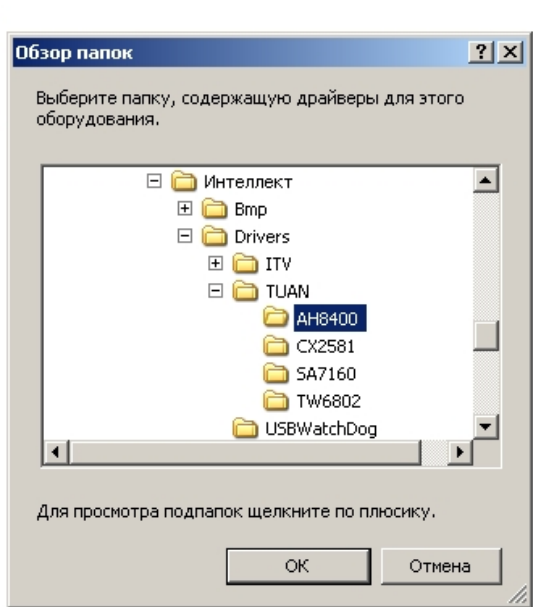 Обзор папок
Выберите папку, содержащую драйверы для этого
оборудования.
Интеллект
Bmp
Drivers
ITV
TUAN
AH8400
CX2581
SA7160
TW6802
USBWatchDog
Для просмотра подпапок щелкните по плюсику.
ОК
Отмена